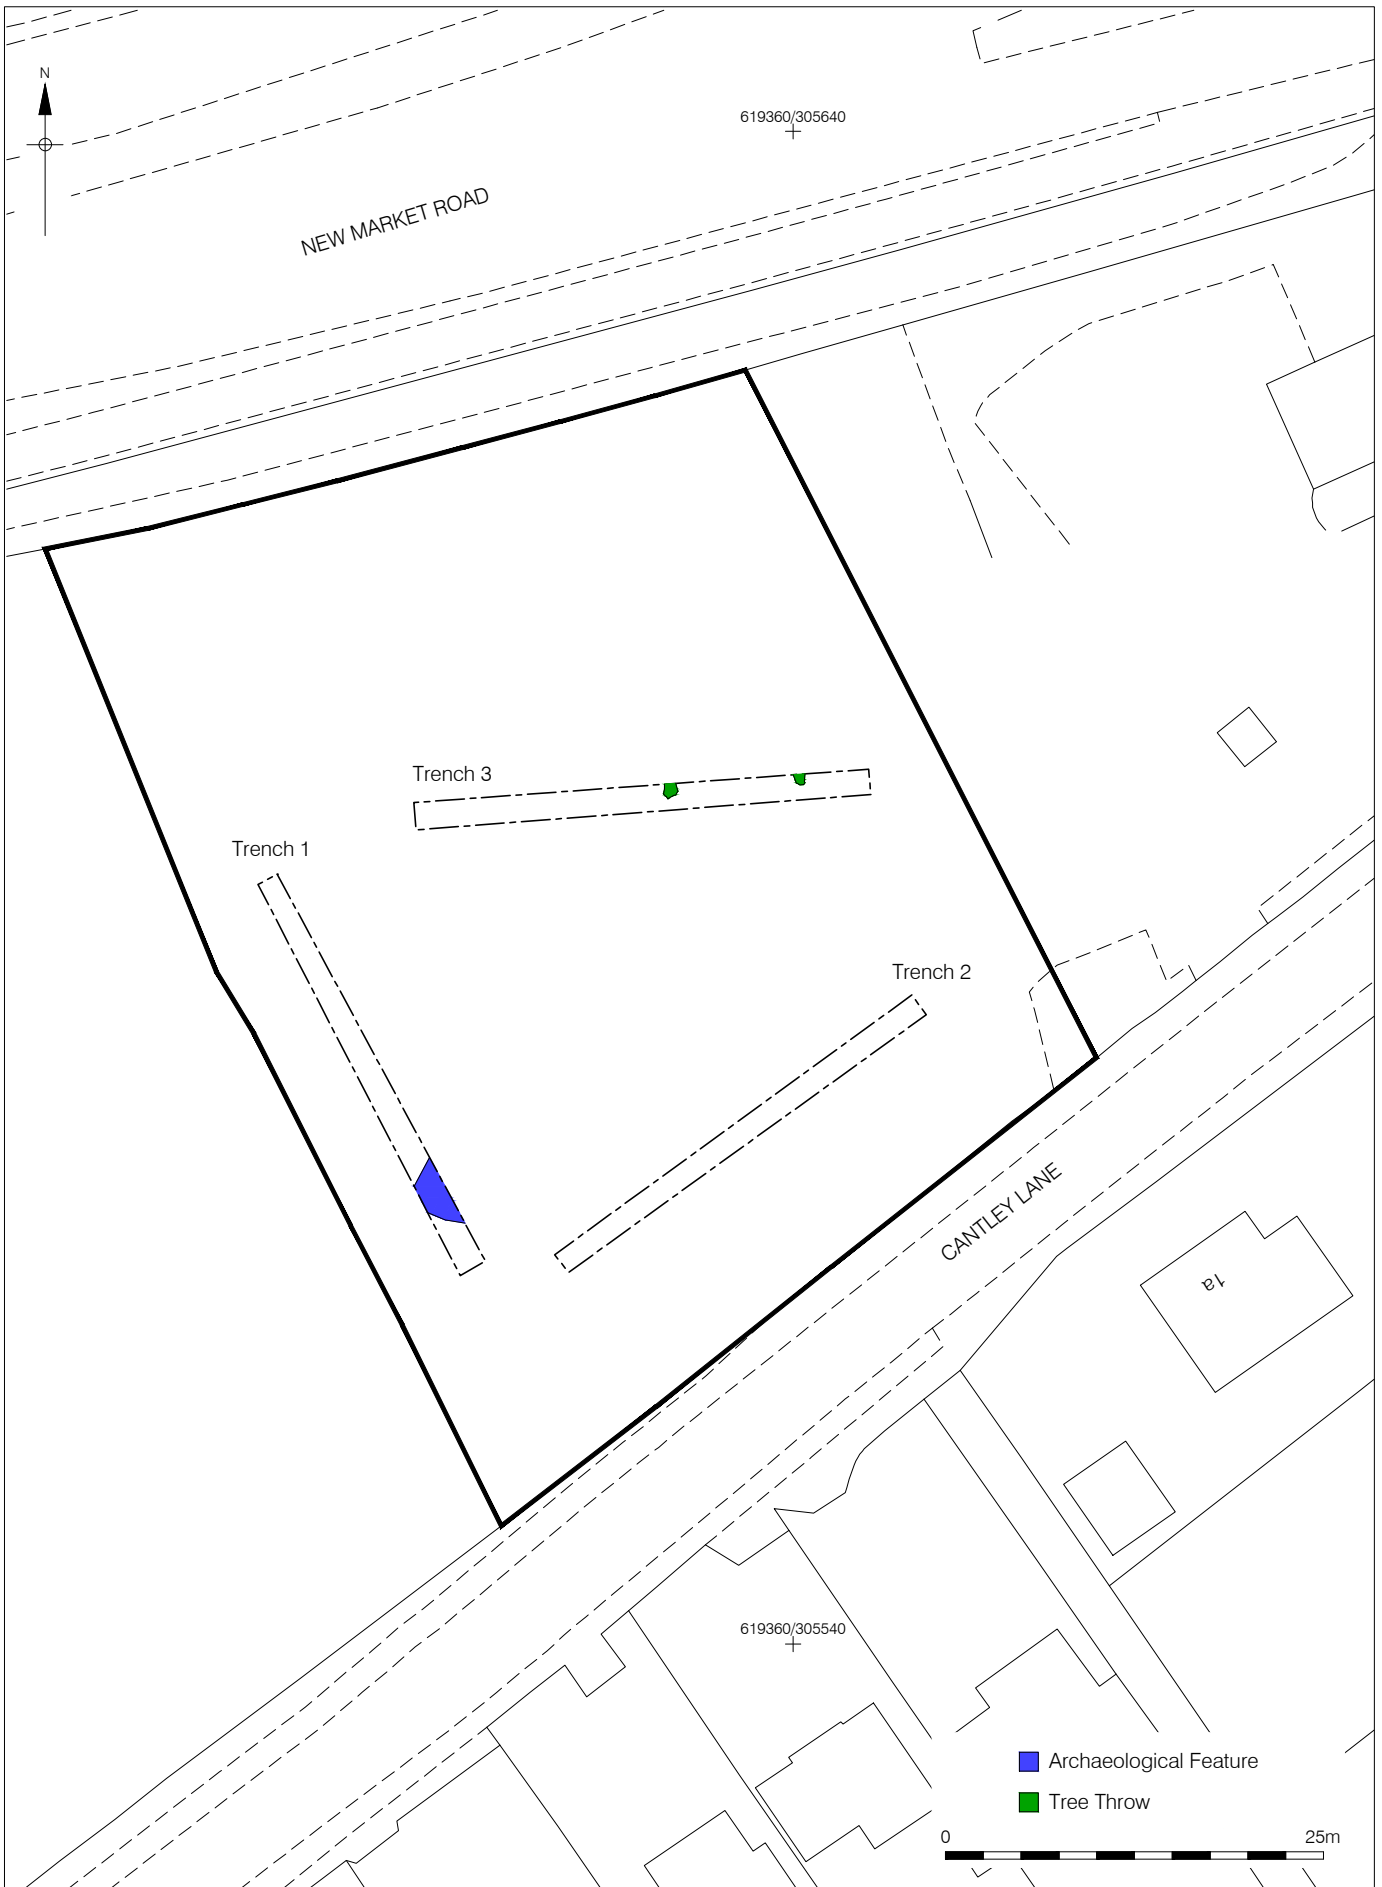 N
619360/305640
NEW MARKET ROAD
Trench 3
Trench 1
Trench 2
CANTLEY LANE
1a
619360/305540
Archaeological Feature
Tree Throw
0 25m